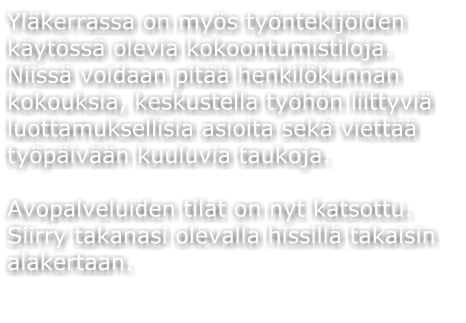 Yläkerrassa on myös työntekijöiden
käytössä olevia kokoontumistiloja.
Niissä voidaan pitää henkilökunnan
kokouksia, keskustella työhön liittyviä
luottamuksellisia asioita sekä viettää
työpäivään kuuluvia taukoja.
Avopalveluiden tilat on nyt katsottu.
Siirry takanasi olevalla hissillä takaisin
alakertaan.